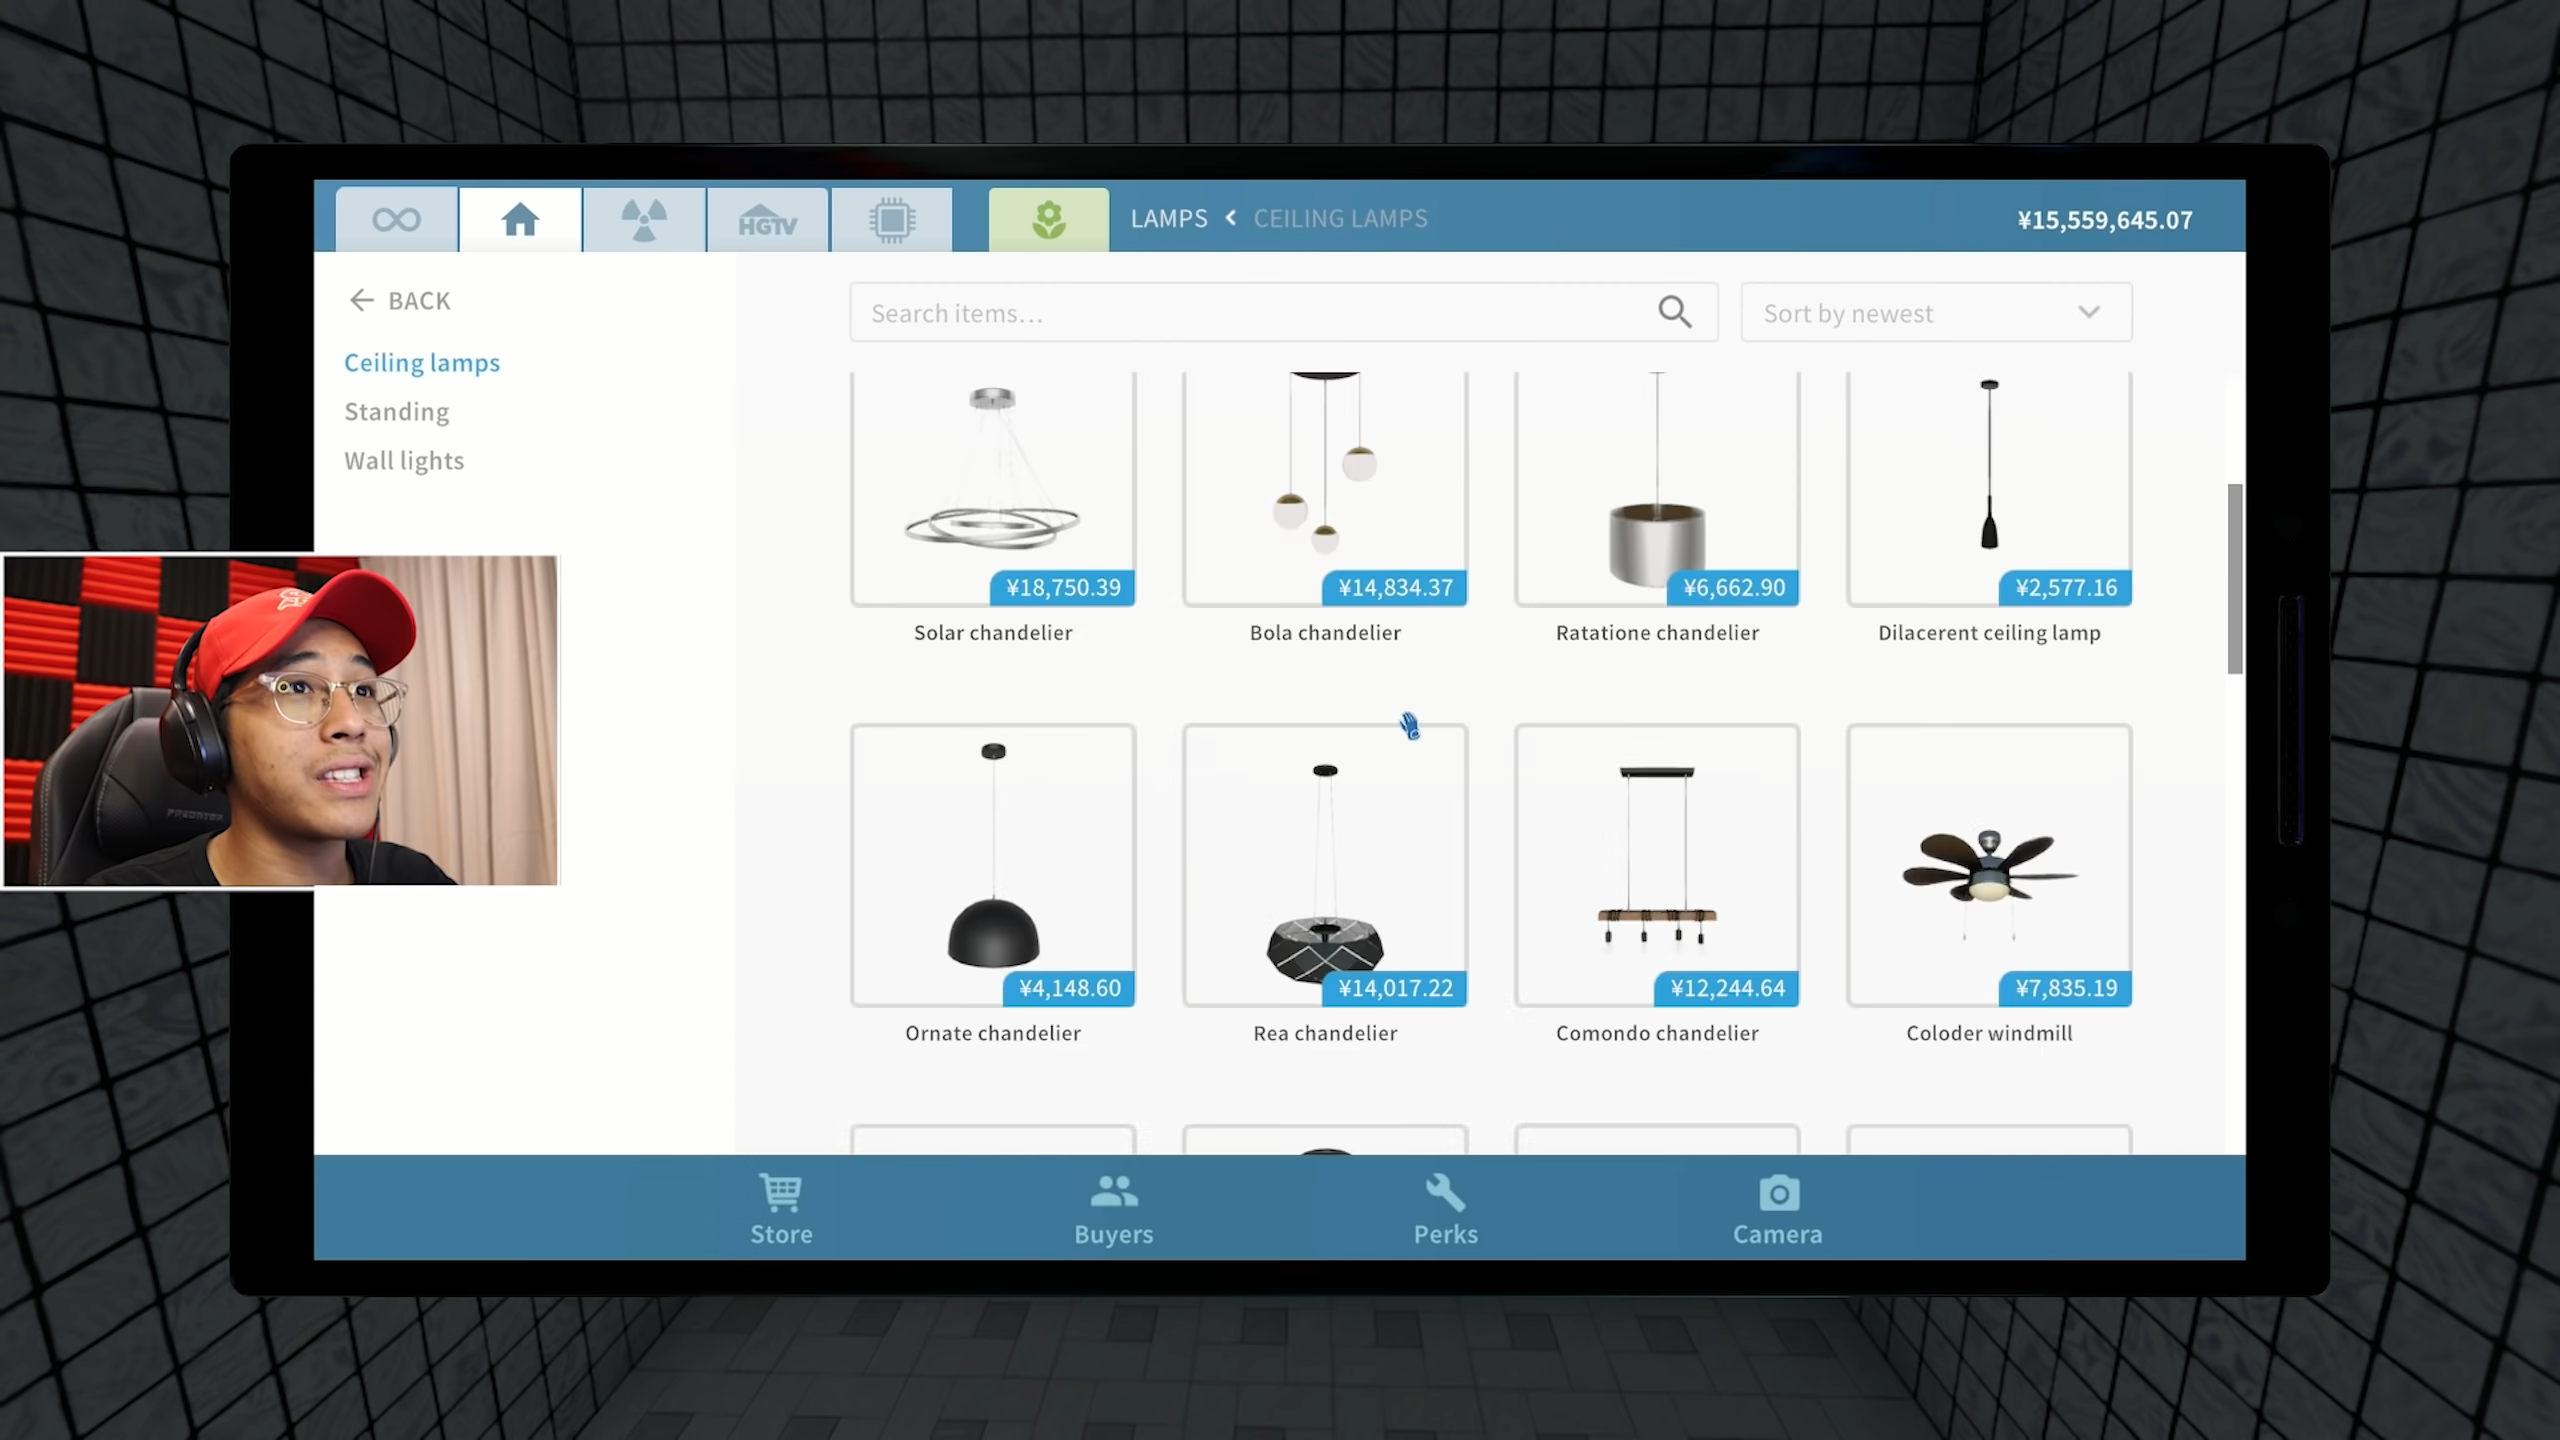 HGTV
LAMPS
CEILING LAMPS
¥15,559,645.07
BACK
Search items...
Sort by newest
Ceiling lamps
Standing
Wall lights
¥18,750.39
¥14,834.37
¥6,662.90
¥2,577.16
Solar chandelier
Bola chandelier
Ratatione chandelier
Dilacerent ceiling lamp
PREDATOR
¥4,148.60
¥14,017.22
¥12,244.64
¥7,835.19
Ornate chandelier
Rea chandelier
Comondo chandelier
Coloder windmill
Store
Buyers
Perks
Camera